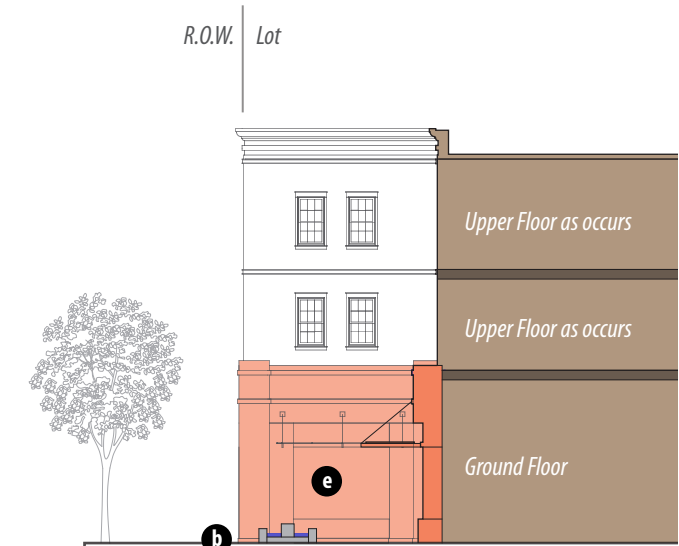 R.O.W. Lot
Upper Floor as occurs
Upper Floor as occurs
Ground Floor
e
b